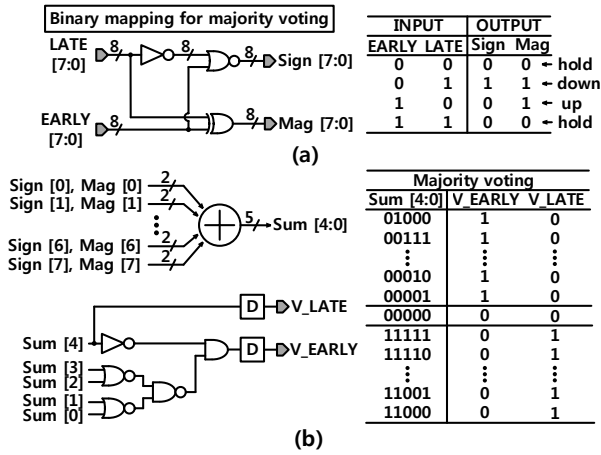 Binary mapping for majority voting
LATE
[7:0]
8
8
8
Sign [7:0]
EARLY
[7:0]
8
8
Mag [7:0]
(a)
INPUT OUTPUT
EARLY LATE Sign Mag
0 0 0 0 hold
0 1 1 1 down
1 0 0 1 up
1 1 0 0 hold
Sign [0], Mag [0] 2
Sign [1], Mag [1] 2
Sign [6], Mag [6] 2
Sign [7], Mag [7] 2
5
Sum [4:0]
D V_LATE
Sum [4]
D V_EARLY
Sum [3]
Sum [2]
Sum [1]
Sum [0]
Majority voting
Sum [4:0] V_EARLY V_LATE
01000 1 0
00111 1 0
00010 1 0
00001 1 0
00000 0 0
11111 0 1
11110 0 1
11001 0 1
11000 0 1
(b)